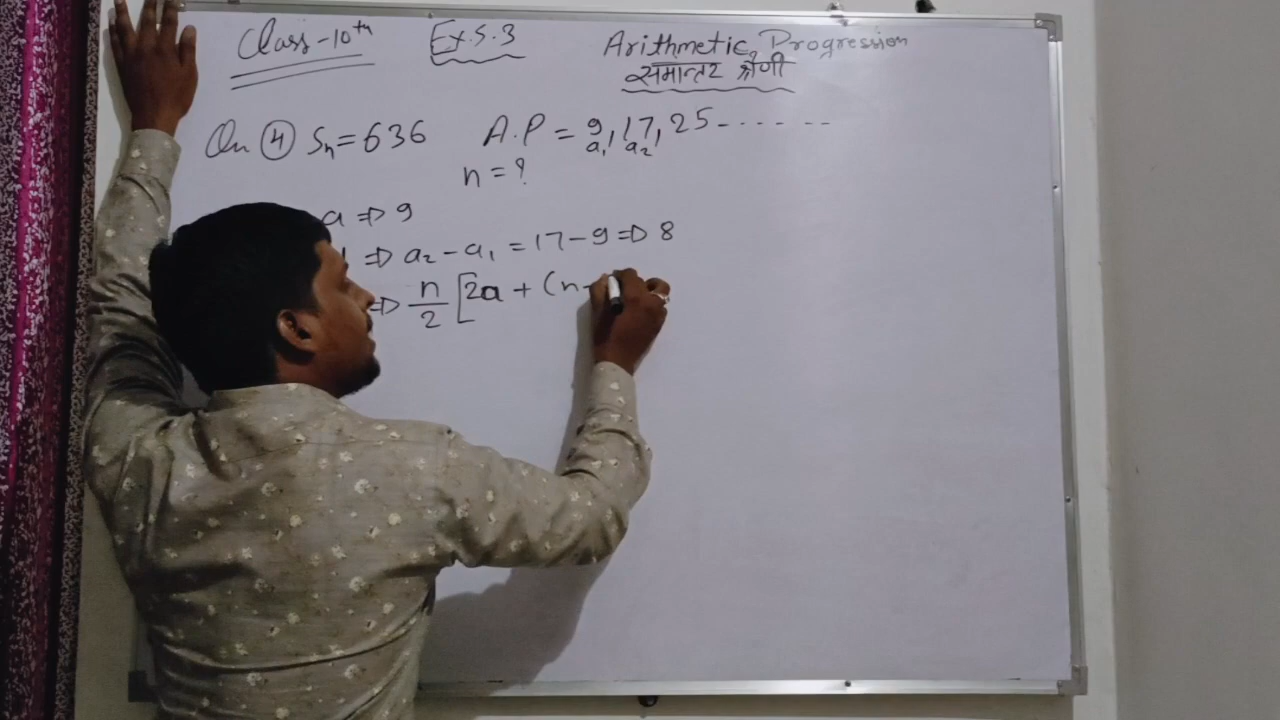 Class-10th Ex.5.3 Arithmetic Progression
समान्तर श्रेणी
Qn ④ Sn = 636 A.P = 9, 17, 25 - - - - - -
a₁ a₂
n = ?
a ⇒ 9
⇒ a₂ - a₁ = 17 - 9 ⇒ 8
⇒ n/2 [2a + (n -